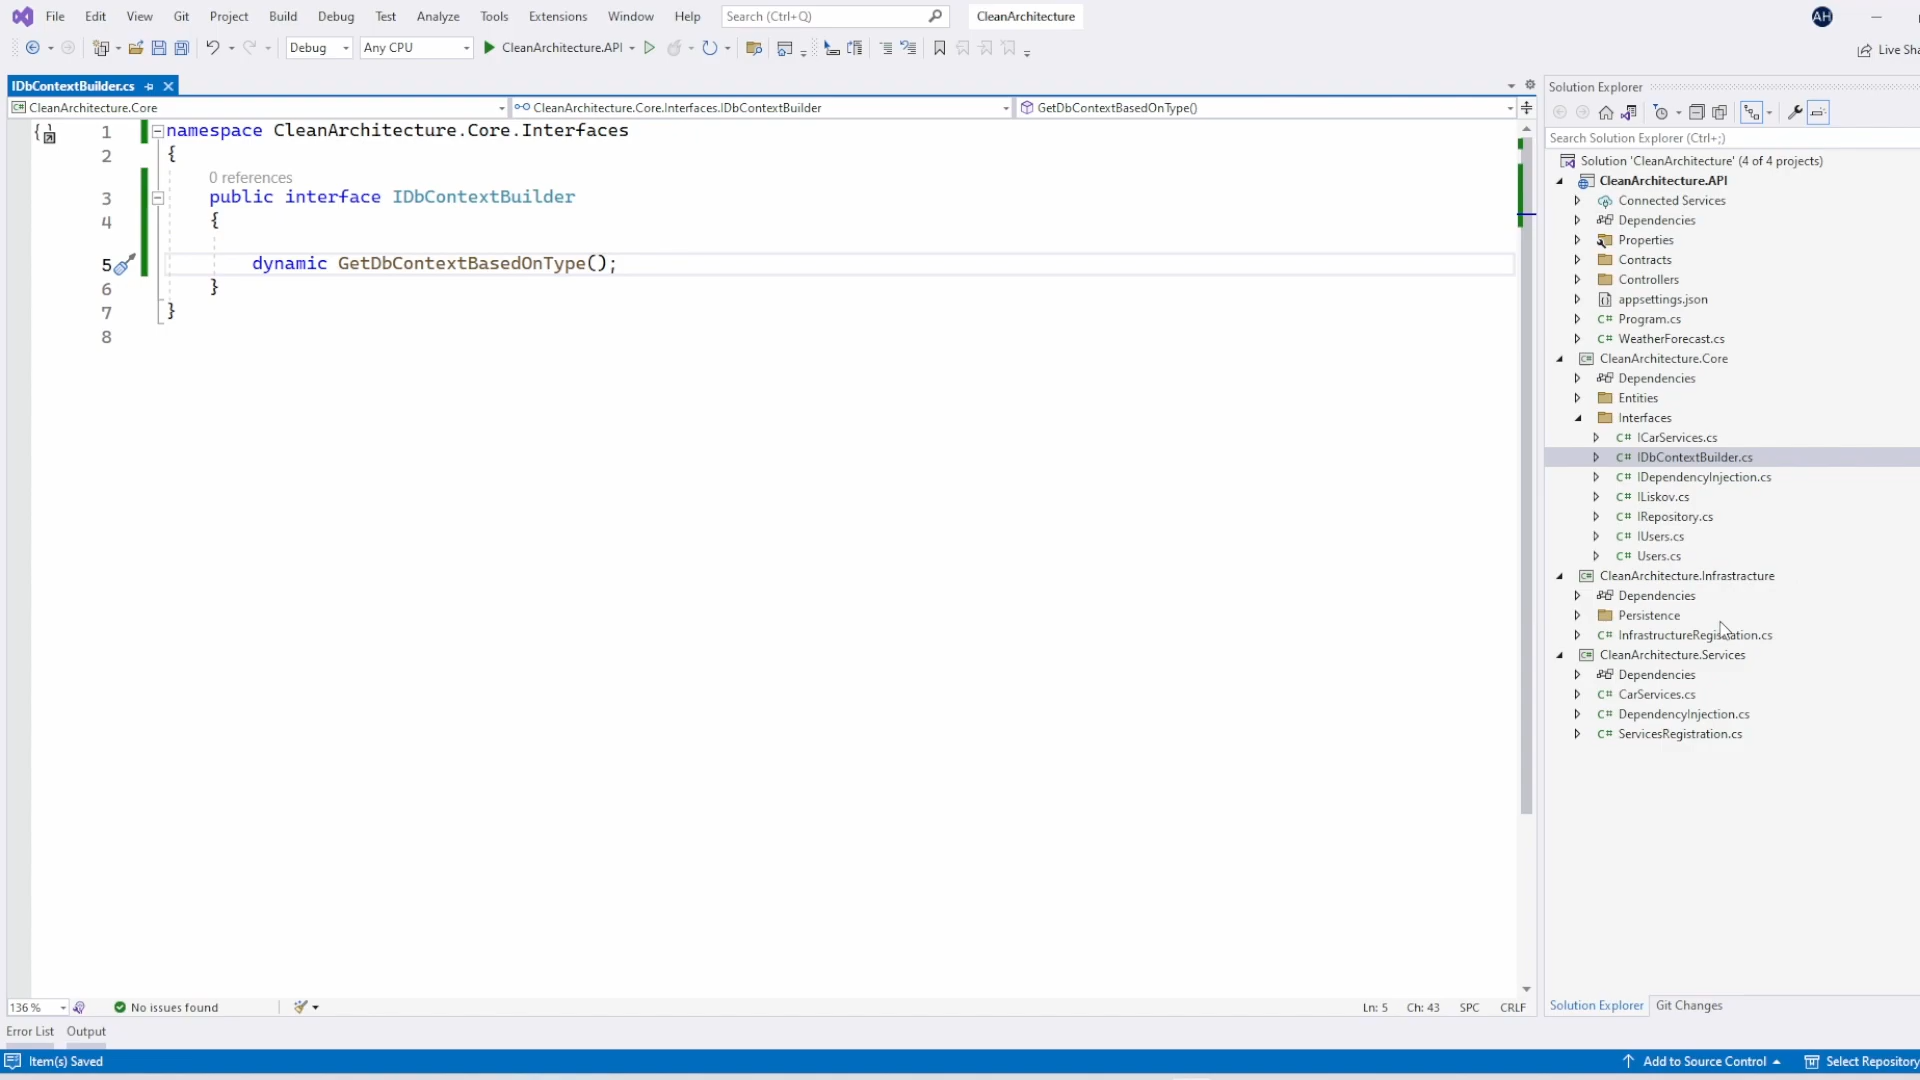 File Edit View Git Project Build Debug Test Analyze Tools Extensions Window Help Search (Ctrl+Q) CleanArchitecture AH
Debug Any CPU CleanArchitecture.API Live Sha
IDbContextBuilder.cs
CleanArchitecture.Core CleanArchitecture.Core.Interfaces.IDbContextBuilder GetDbContextBasedOnType()
1 namespace CleanArchitecture.Core.Interfaces
2 {
0 references
3 public interface IDbContextBuilder
4 {
5 dynamic GetDbContextBasedOnType();
6 }
7 }
8
136 % No issues found Ln: 5 Ch: 43 SPC CRLF
Error List Output
Solution Explorer
Search Solution Explorer (Ctrl+;)
Solution 'CleanArchitecture' (4 of 4 projects)
CleanArchitecture.API
Connected Services
Dependencies
Properties
Contracts
Controllers
appsettings.json
C# Program.cs
C# WeatherForecast.cs
C# CleanArchitecture.Core
Dependencies
Entities
Interfaces
C# ICarServices.cs
C# IDbContextBuilder.cs
C# IDependencyInjection.cs
C# ILiskov.cs
C# IRepository.cs
C# IUsers.cs
C# Users.cs
C# CleanArchitecture.Infrastracture
Dependencies
Persistence
C# InfrastructureRegistration.cs
C# CleanArchitecture.Services
Dependencies
C# CarServices.cs
C# DependencyInjection.cs
C# ServicesRegistration.cs
Solution Explorer Git Changes
Item(s) Saved Add to Source Control Select Repository